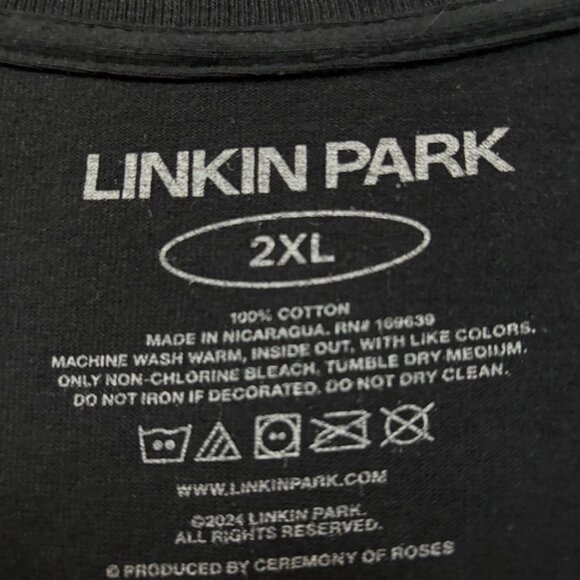 LINKIN PARK
2XL
100% COTTON
MADE IN NICARAGUA. RN# 169639
MACHINE WASH WARM, INSIDE OUT, WITH LIKE COLORS.
ONLY NON-CHLORINE BLEACH. TUMBLE DRY MEDIUM.
DO NOT IRON IF DECORATED. DO NOT DRY CLEAN.
WWW.LINKINPARK.COM
©2024 LINKIN PARK.
ALL RIGHTS RESERVED.
© PRODUCED BY CEREMONY OF ROSES